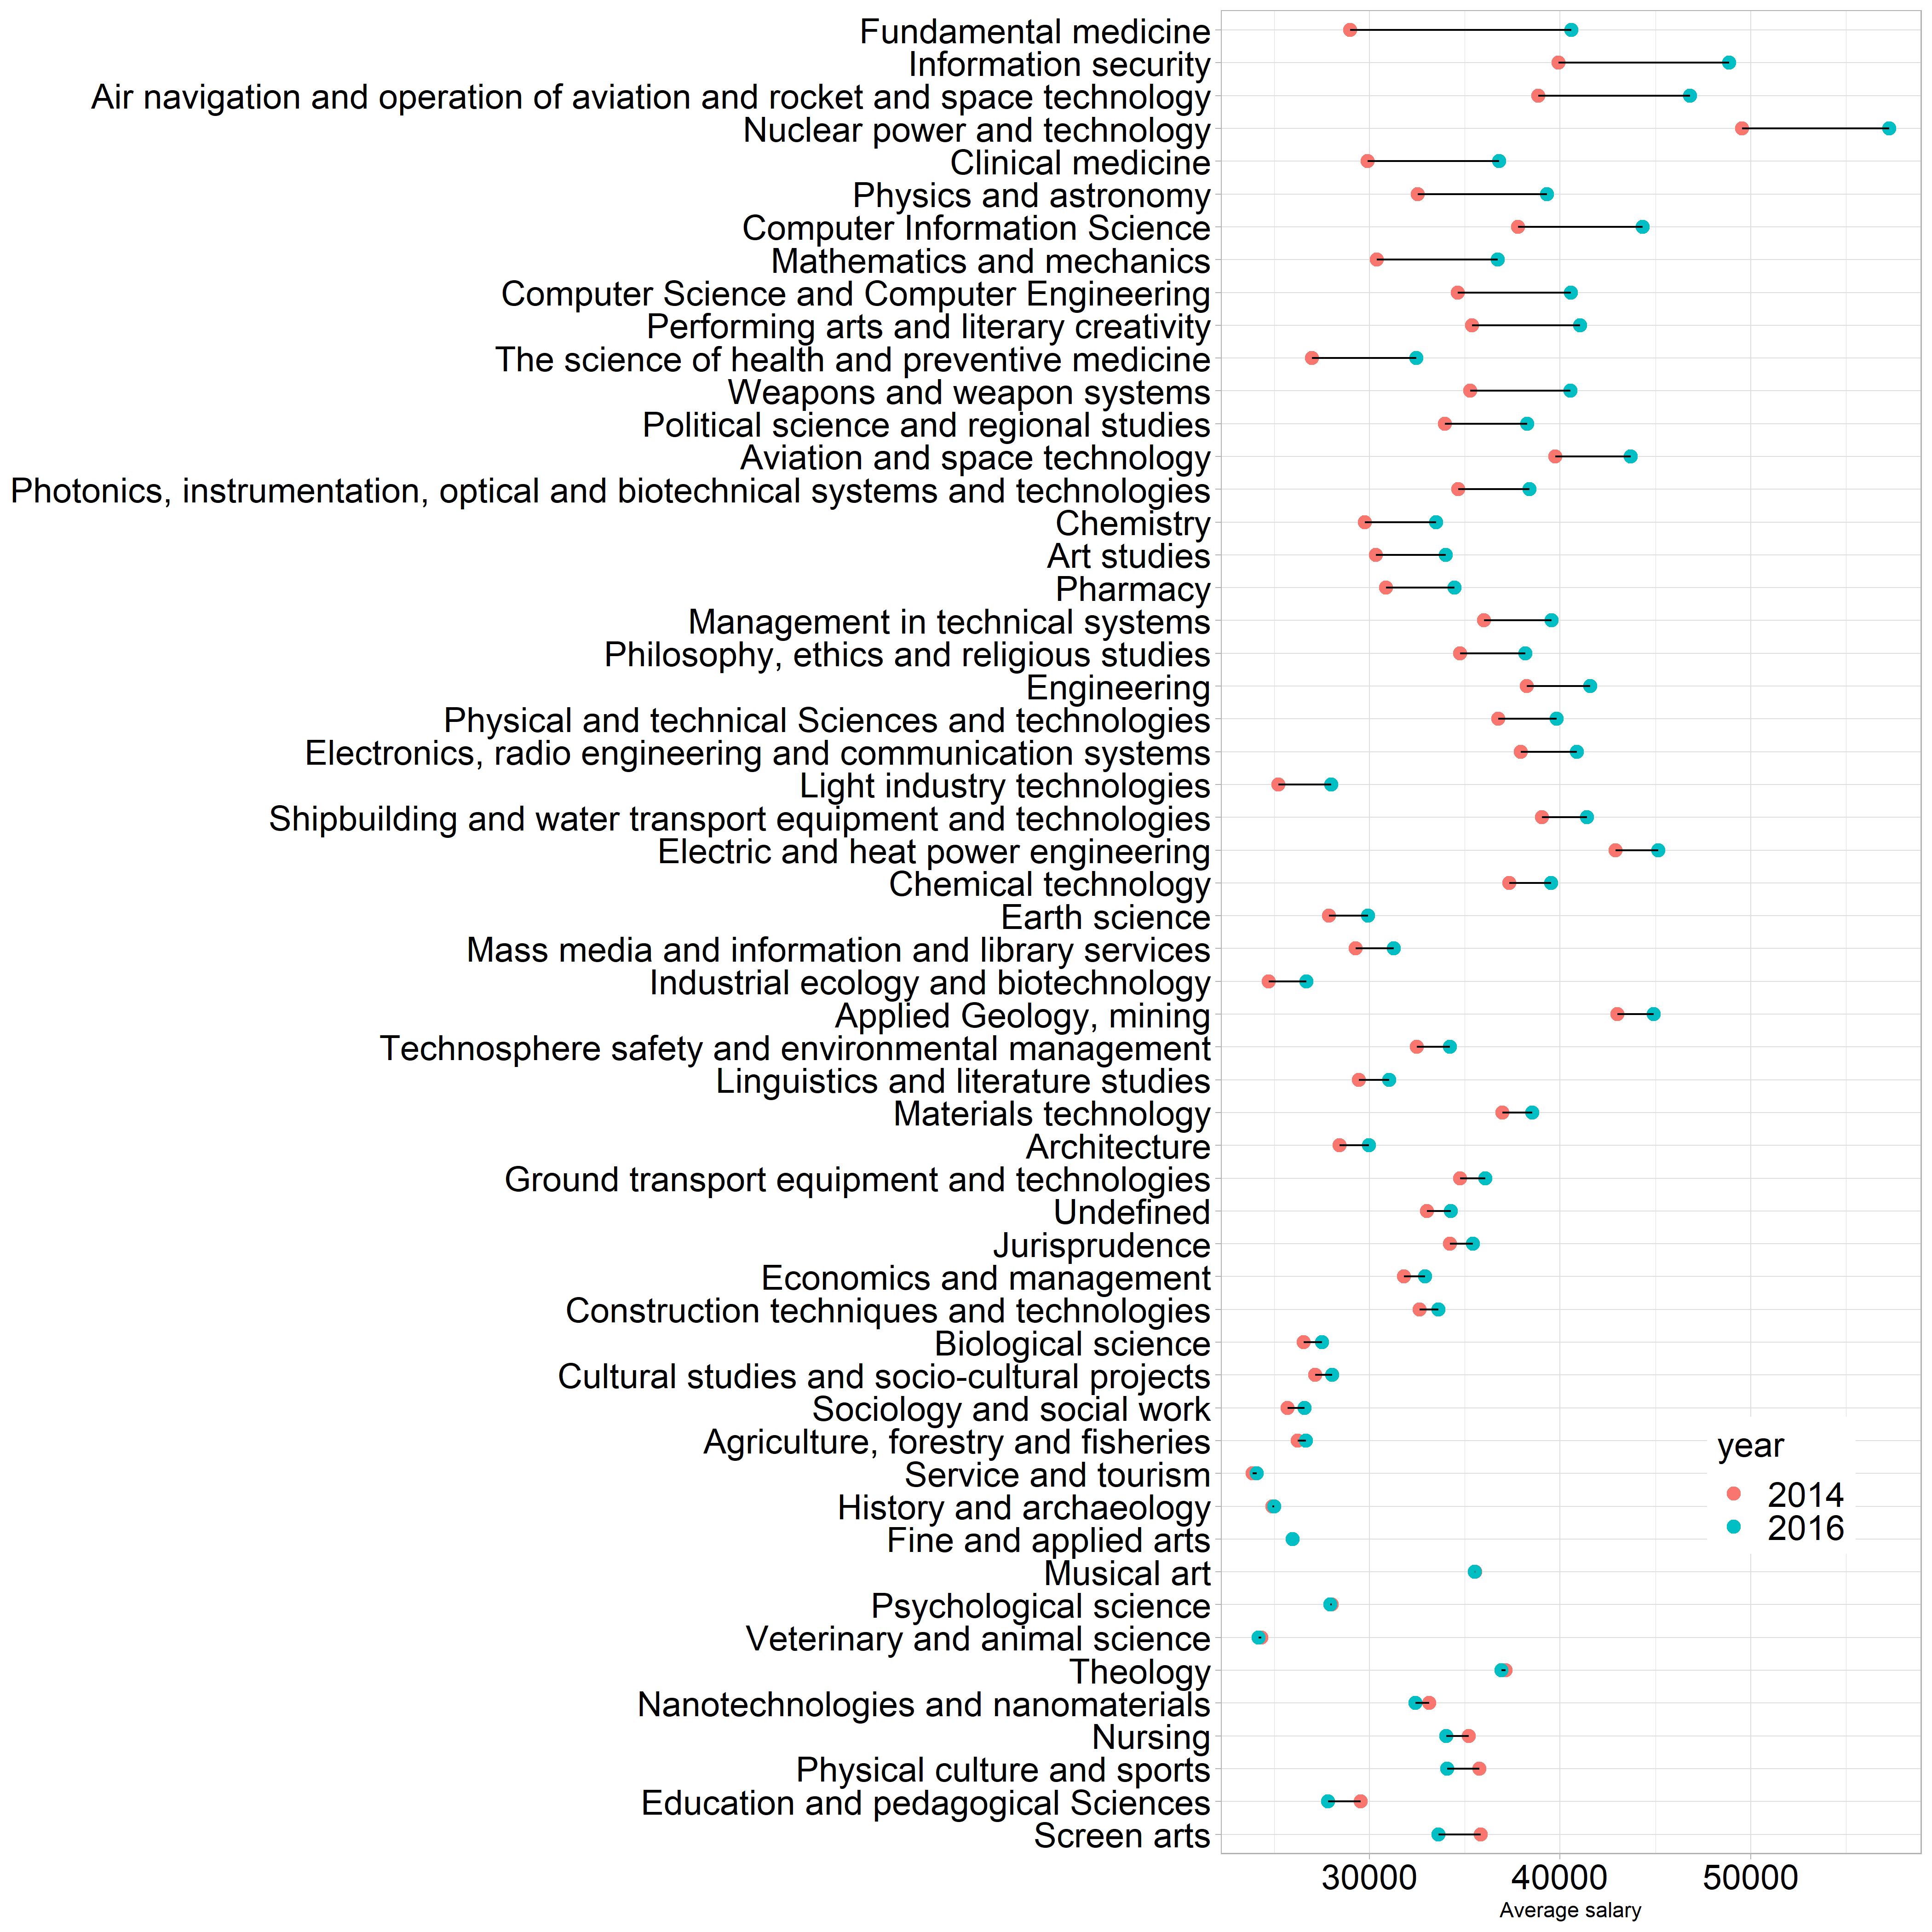 Fundamental medicine
Information security
Air navigation and operation of aviation and rocket and space technology
Nuclear power and technology
Clinical medicine
Physics and astronomy
Computer Information Science
Mathematics and mechanics
Computer Science and Computer Engineering
Performing arts and literary creativity
The science of health and preventive medicine
Weapons and weapon systems
Political science and regional studies
Aviation and space technology
Photonics, instrumentation, optical and biotechnical systems and technologies
Chemistry
Art studies
Pharmacy
Management in technical systems
Philosophy, ethics and religious studies
Engineering
Physical and technical Sciences and technologies
Electronics, radio engineering and communication systems
Light industry technologies
Shipbuilding and water transport equipment and technologies
Electric and heat power engineering
Chemical technology
Earth science
Mass media and information and library services
Industrial ecology and biotechnology
Applied Geology, mining
Technosphere safety and environmental management
Linguistics and literature studies
Materials technology
Architecture
Ground transport equipment and technologies
Undefined
Jurisprudence
Economics and management
Construction techniques and technologies
Biological science
Cultural studies and socio-cultural projects
Sociology and social work
Agriculture, forestry and fisheries
Service and tourism
History and archaeology
Fine and applied arts
Musical art
Psychological science
Veterinary and animal science
Theology
Nanotechnologies and nanomaterials
Nursing
Physical culture and sports
Education and pedagogical Sciences
Screen arts
year
2014
2016
30000 40000 50000
Average salary